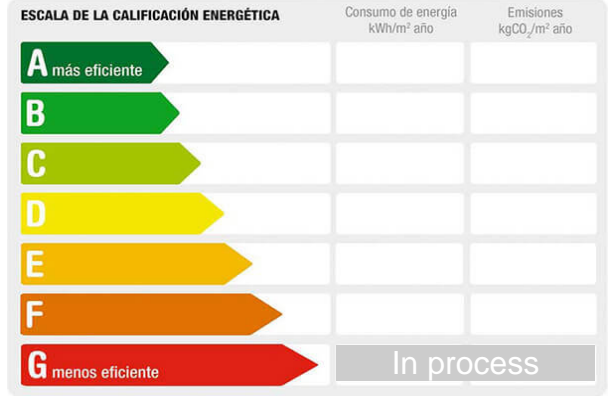 ESCALA DE LA CALIFICACIÓN ENERGÉTICA
Consumo de energía
kWh/m² año
Emisiones
kgCO₂/m² año
A más eficiente
B
C
D
E
F
G menos eficiente
In process